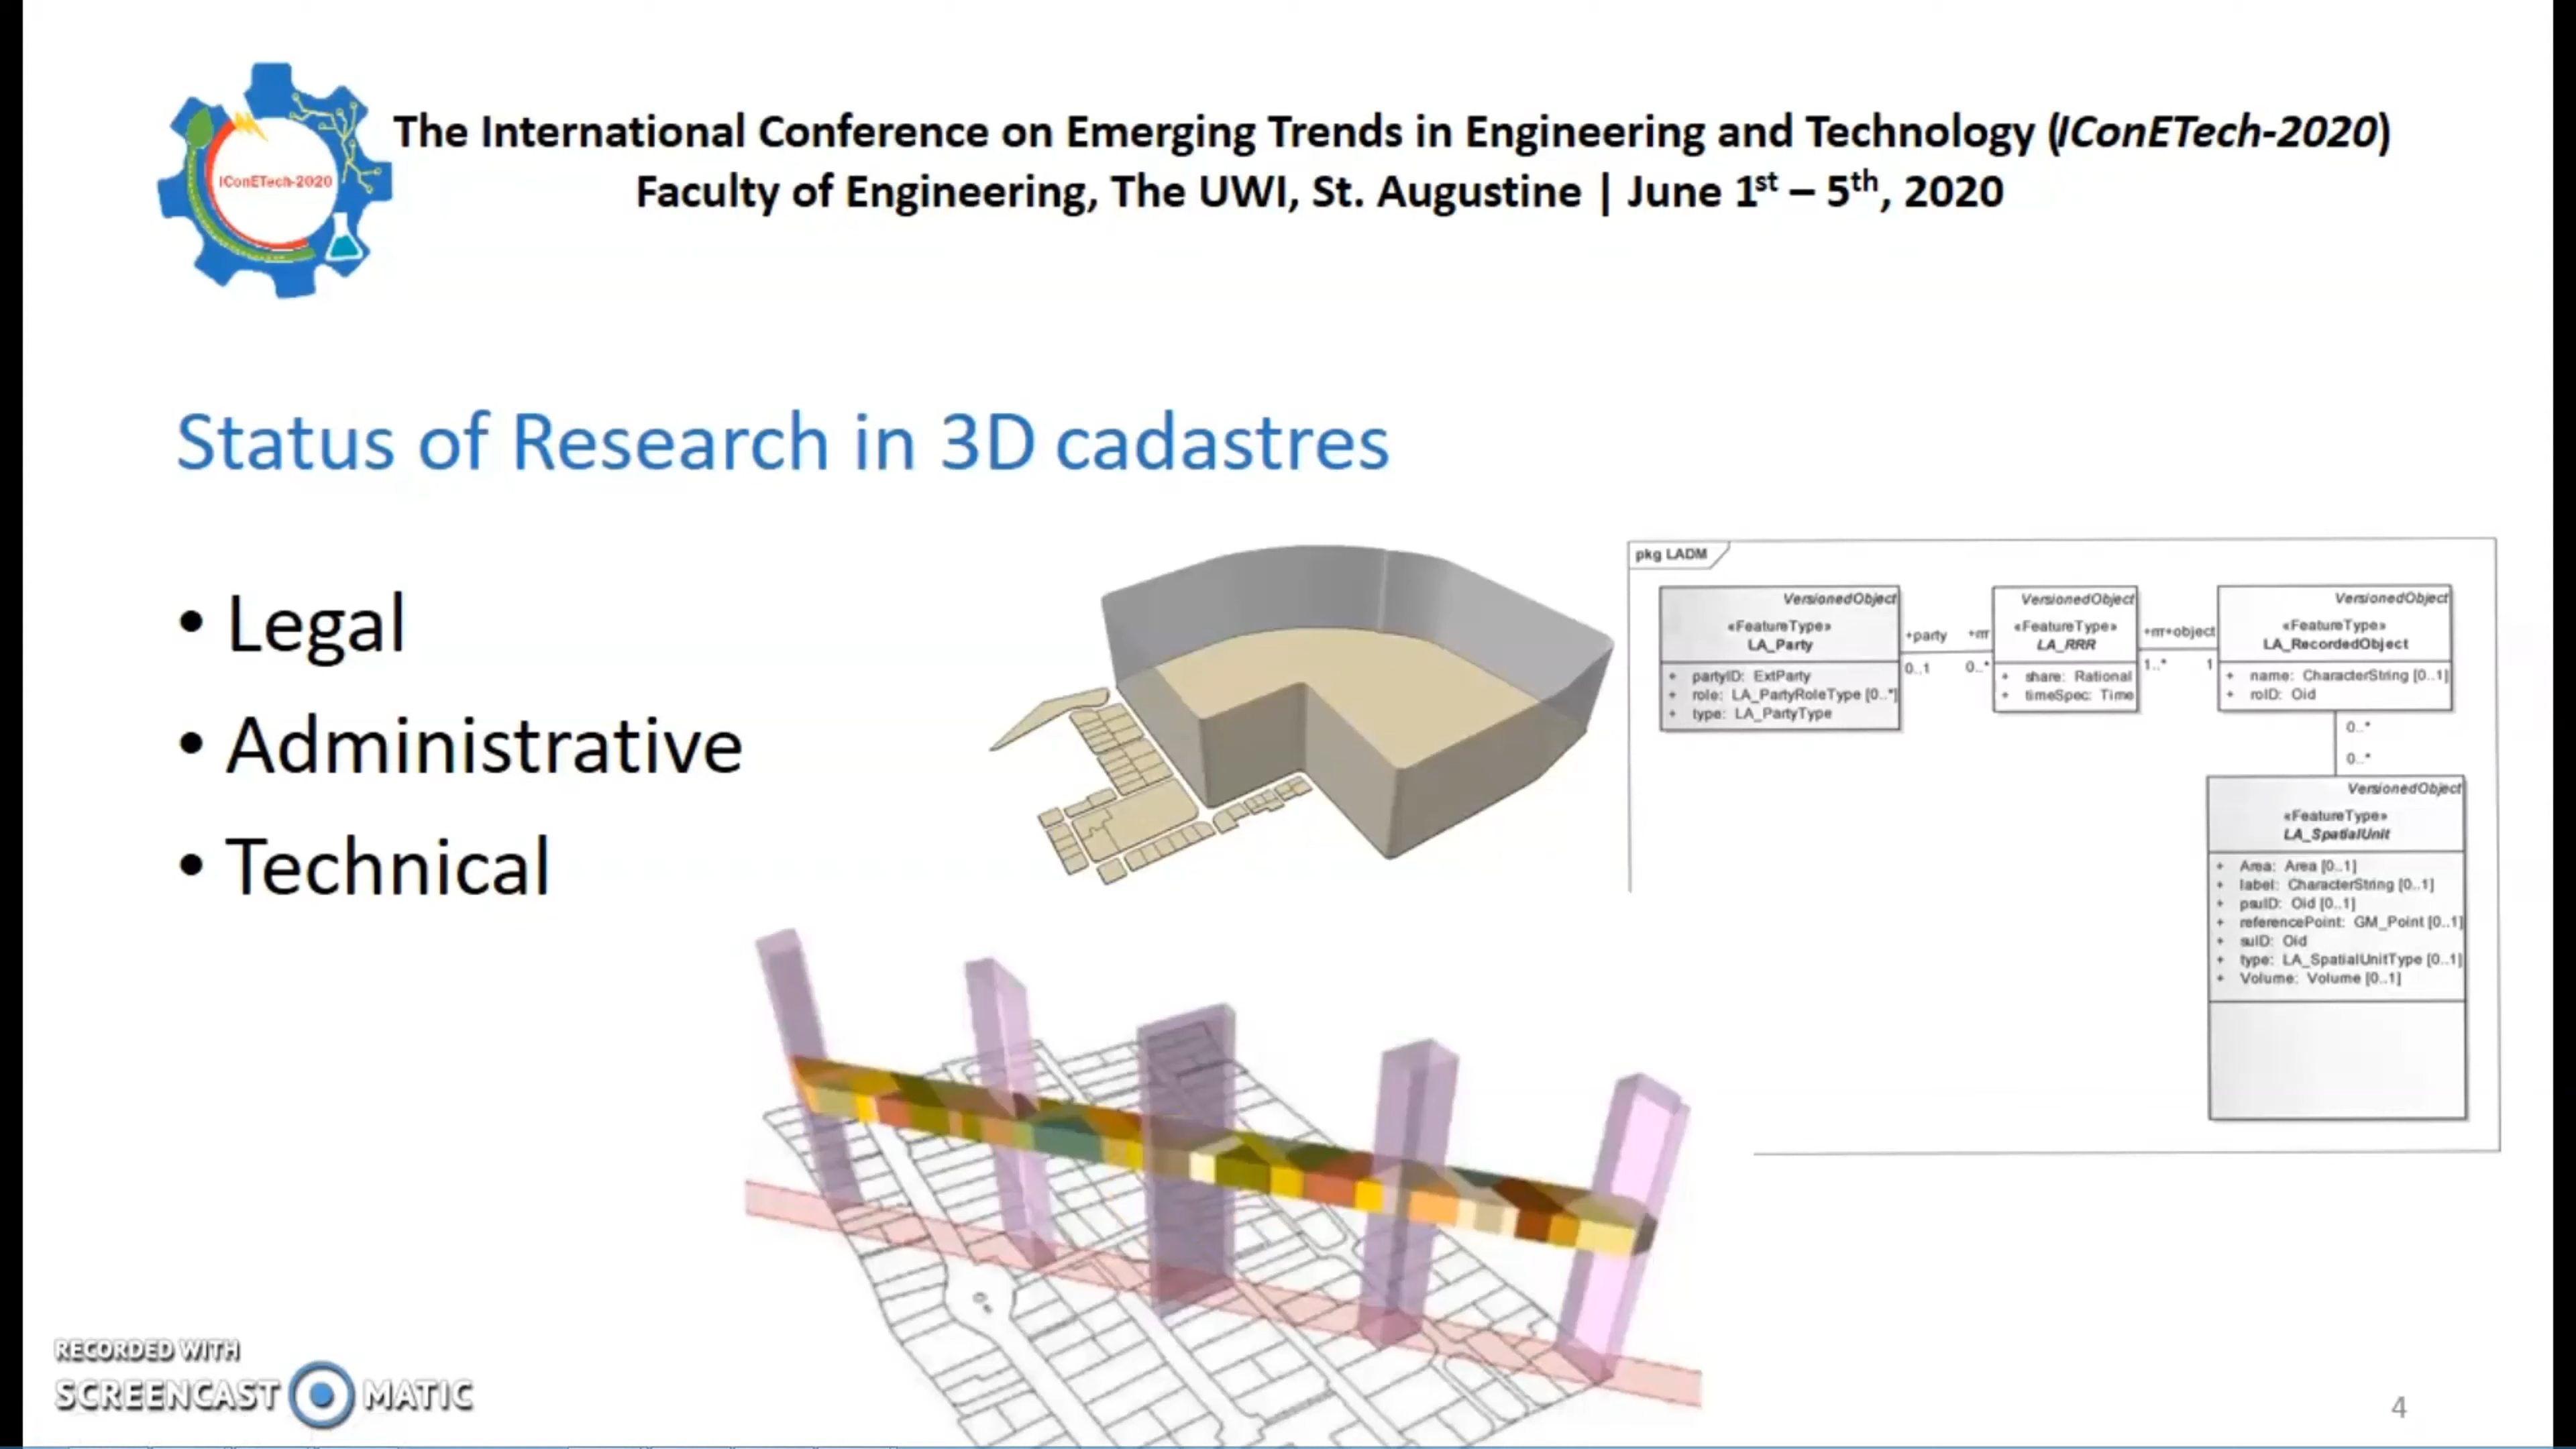 IConETech-2020
The International Conference on Emerging Trends in Engineering and Technology (IConETech-2020)
Faculty of Engineering, The UWI, St. Augustine | June 1st – 5th, 2020
Status of Research in 3D cadastres
• Legal
• Administrative
• Technical
pkg LADM
VersionedObject
«FeatureType»
LA_Party
+ partyID: ExtParty
+ role: LA_PartyRoleType [0..*]
+ type: LA_PartyType
+party +rrr
0..1 0..*
VersionedObject
«FeatureType»
LA_RRR
+ share: Rational
+ timeSpec: Time
+rrr+object
1..* 1
VersionedObject
«FeatureType»
LA_RecordedObject
+ name: CharacterString [0..1]
+ roID: Oid
0..*
0..*
VersionedObject
«FeatureType»
LA_SpatialUnit
+ Area: Area [0..1]
+ label: CharacterString [0..1]
+ psuID: Oid [0..1]
+ referencePoint: GM_Point [0..1]
+ suID: Oid
+ type: LA_SpatialUnitType [0..1]
+ Volume: Volume [0..1]
RECORDED WITH
SCREENCAST MATIC
4